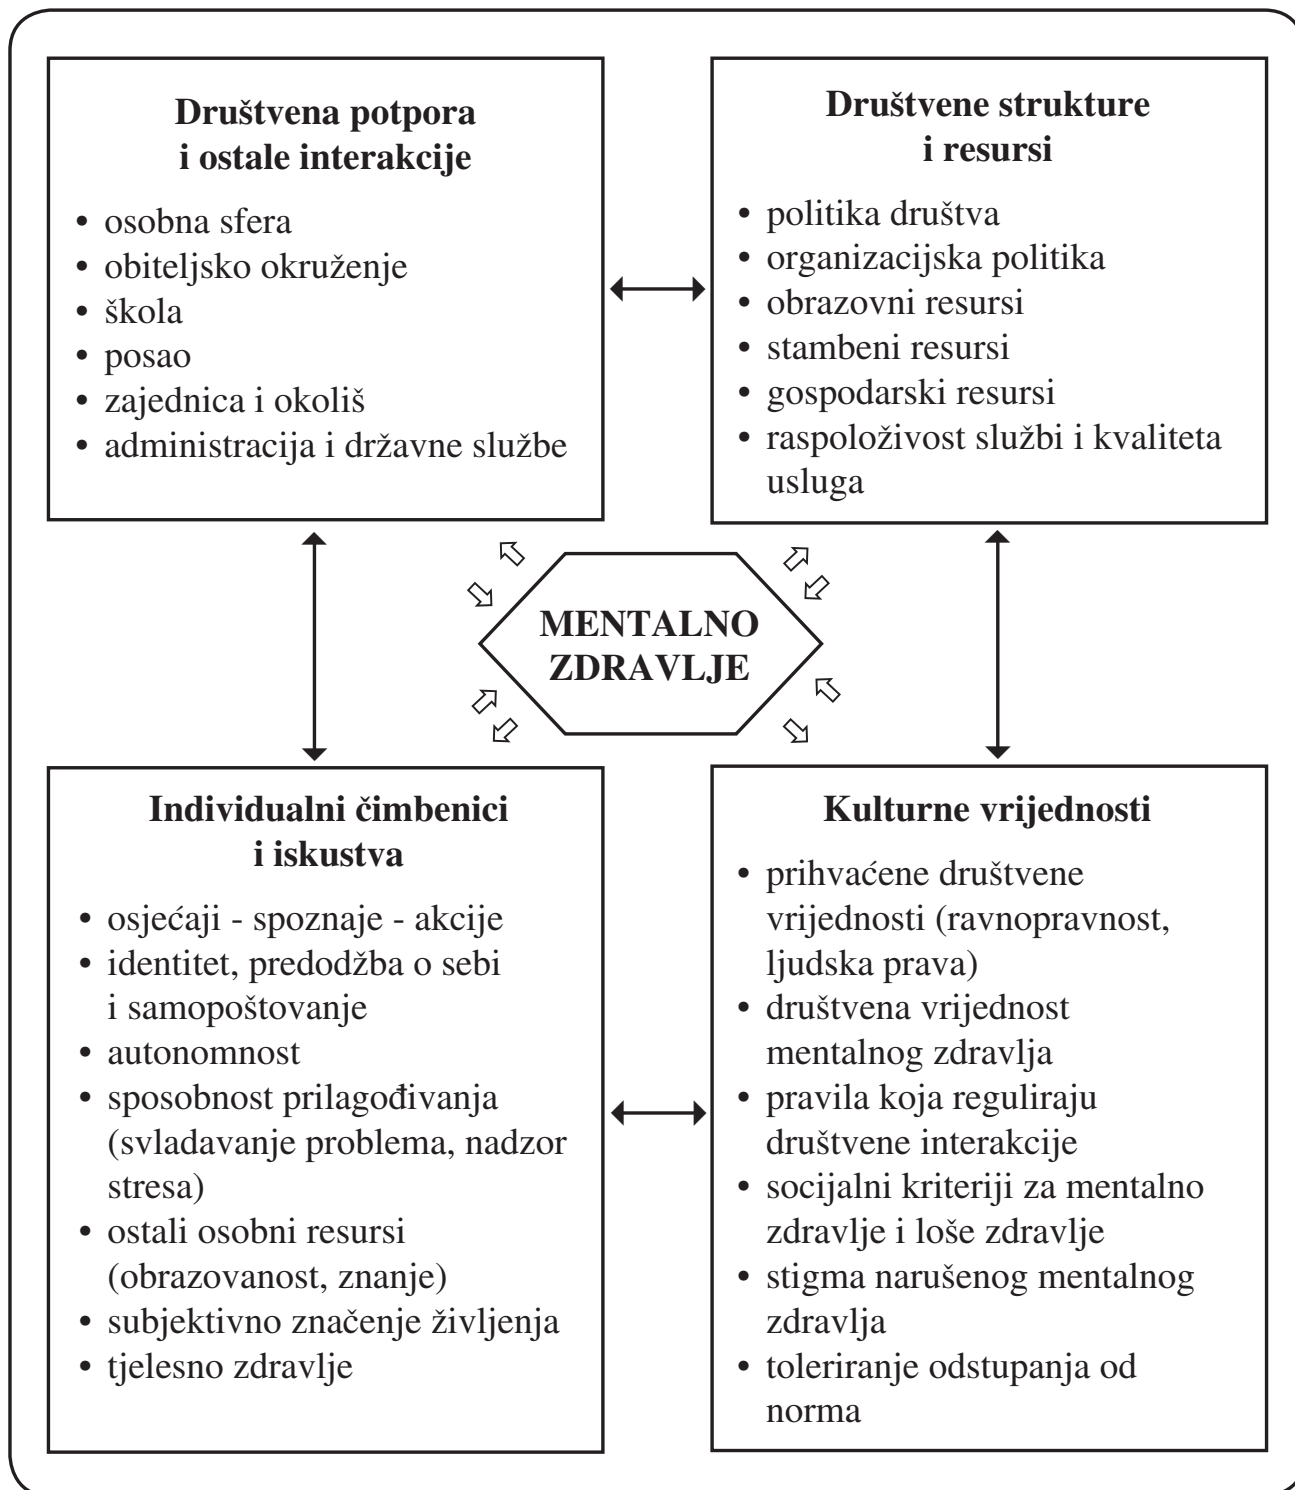 Društvena potpora
i ostale interakcije
• osobna sfera
• obiteljsko okruženje
• škola
• posao
• zajednica i okoliš
• administracija i državne službe
Društvene strukture
i resursi
• politika društva
• organizacijska politika
• obrazovni resursi
• stambeni resursi
• gospodarski resursi
• raspoloživost službi i kvaliteta
usluga
MENTALNO
ZDRAVLJE
Individualni čimbenici
i iskustva
• osjećaji - spoznaje - akcije
• identitet, predodžba o sebi
i samopoštovanje
• autonomnost
• sposobnost prilagođivanja
(svladavanje problema, nadzor
stresa)
• ostali osobni resursi
(obrazovanost, znanje)
• subjektivno značenje življenja
• tjelesno zdravlje
Kulturne vrijednosti
• prihvaćene društvene
vrijednosti (ravnopravnost,
ljudska prava)
• društvena vrijednost
mentalnog zdravlja
• pravila koja reguliraju
društvene interakcije
• socijalni kriteriji za mentalno
zdravlje i loše zdravlje
• stigma narušenog mentalnog
zdravlja
• toleriranje odstupanja od
norma